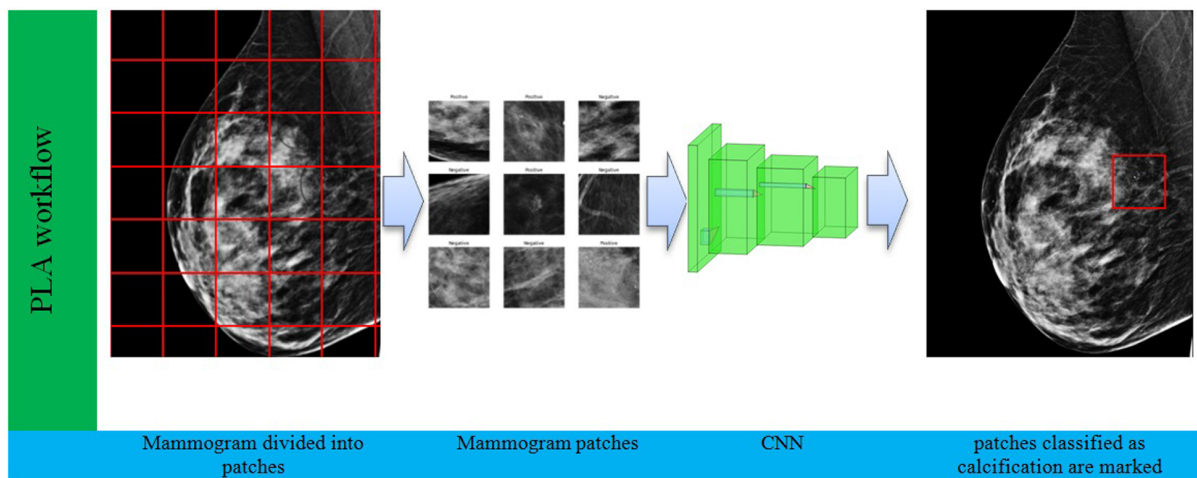 PLA workflow
Positive
Positive
Negative
Negative
Positive
Negative
Negative
Negative
Positive
Mammogram divided into
patches
Mammogram patches
CNN
patches classified as
calcification are marked